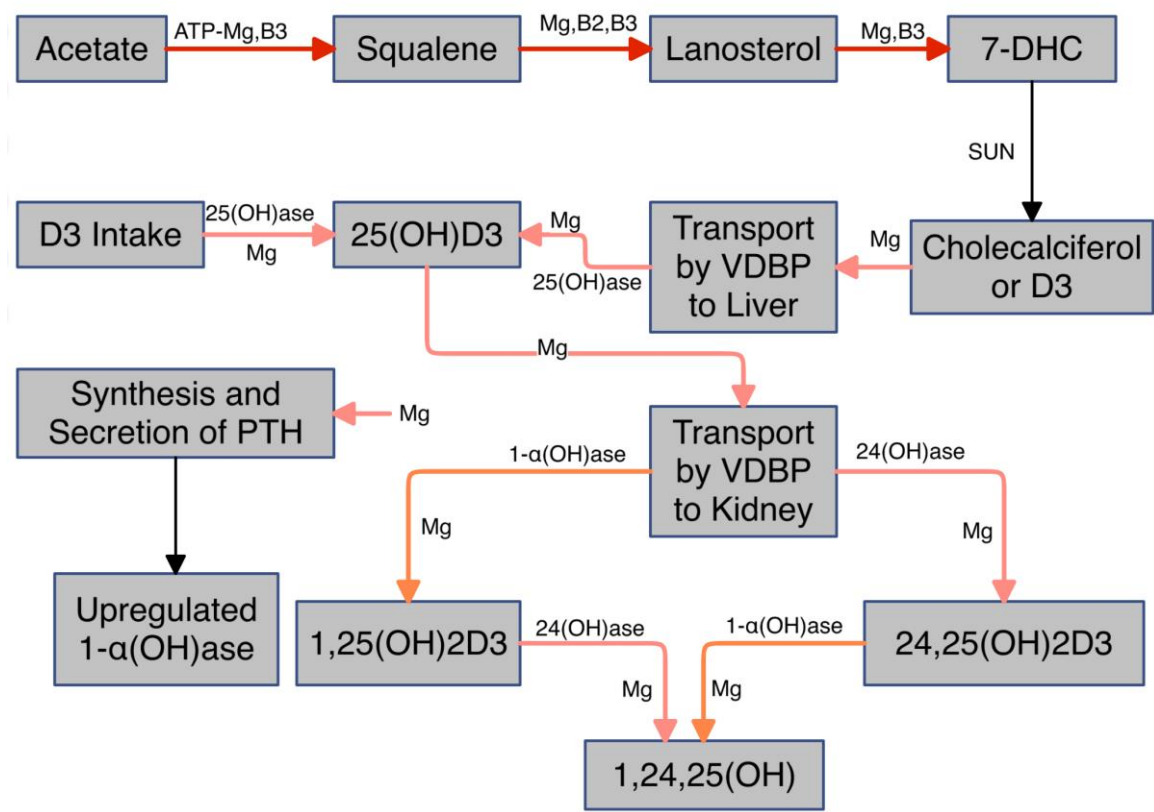 Acetate
ATP-Mg,B3
Squalene
Mg,B2,B3
Lanosterol
Mg,B3
7-DHC
SUN
D3 Intake
25(OH)ase
Mg
25(OH)D3
Mg
25(OH)ase
Transport
by VDBP
to Liver
Mg
Cholecalciferol
or D3
Mg
Synthesis and
Secretion of PTH
Mg
1-α(OH)ase
Transport
by VDBP
to Kidney
24(OH)ase
Mg
Mg
Upregulated
1-α(OH)ase
1,25(OH)2D3
24(OH)ase
1-α(OH)ase
24,25(OH)2D3
Mg
Mg
1,24,25(OH)